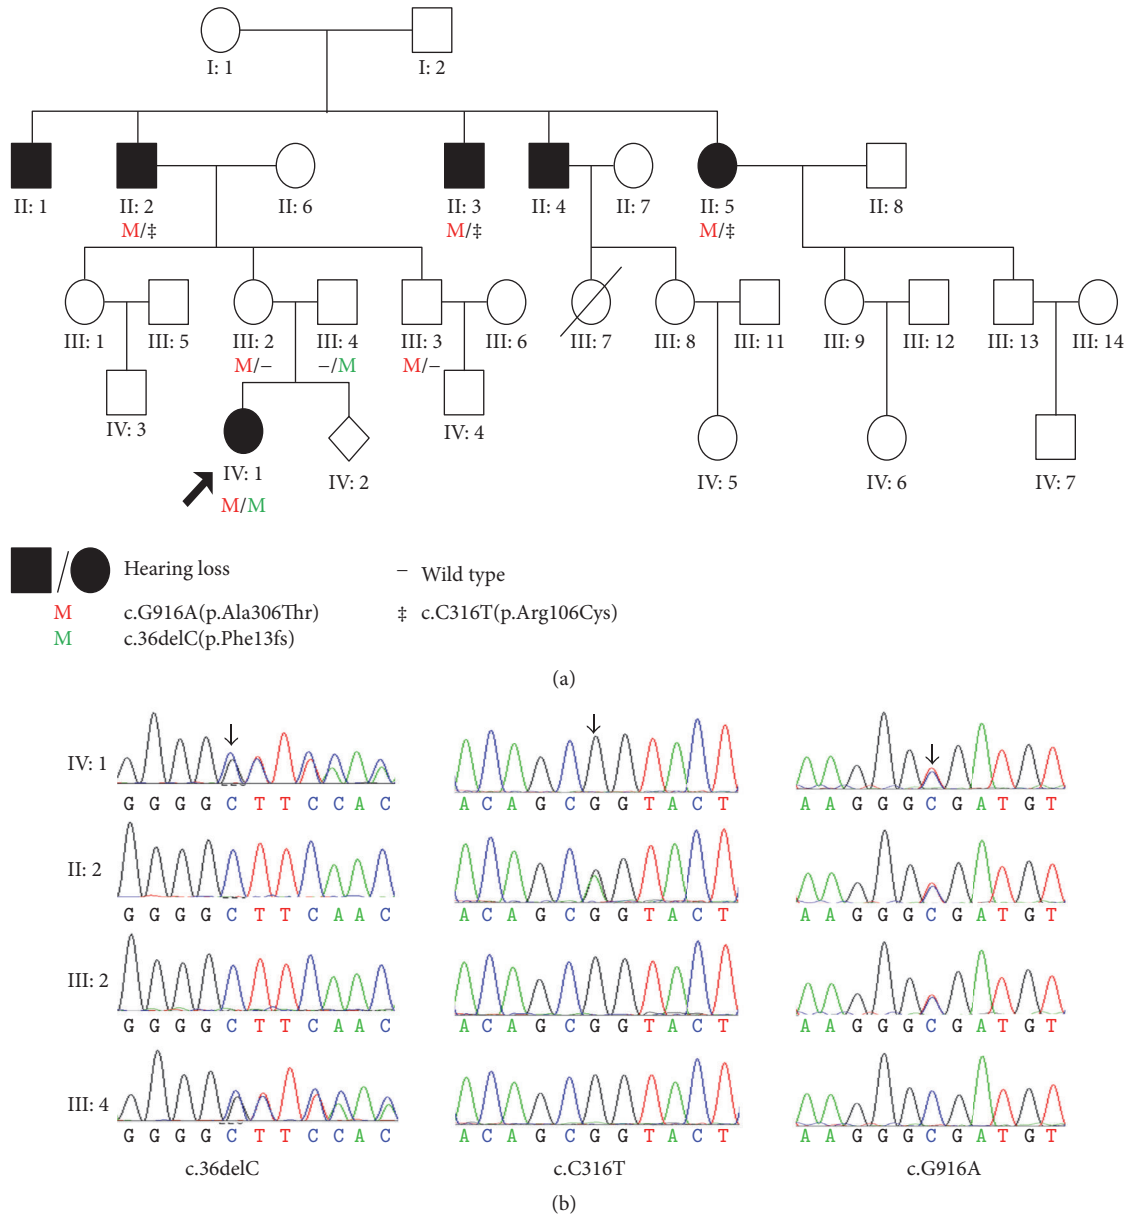 I: 1 I: 2
II: 1 II: 2 II: 6 II: 3 II: 4 II: 7 II: 5 II: 8
M/‡ M/‡ M/‡
III: 1 III: 5 III: 2 III: 4 III: 3 III: 6 III: 7 III: 8 III: 11 III: 9 III: 12 III: 13 III: 14
M/− −/M M/−
IV: 3 IV: 1 IV: 2 IV: 4 IV: 5 IV: 6 IV: 7
M/M
Hearing loss − Wild type
M c.G916A(p.Ala306Thr) ‡ c.C316T(p.Arg106Cys)
M c.36delC(p.Phe13fs)
(a)
IV: 1
G G G G C T T C C A C A C A G C G G T A C T A A G G G C G A T G T
II: 2
G G G G C T T C A A C A C A G C G G T A C T A A G G G C G A T G T
III: 2
G G G G C T T C A A C A C A G C G G T A C T A A G G G C G A T G T
III: 4
G G G G C T T C C A C A C A G C G G T A C T A A G G G C G A T G T
c.36delC c.C316T c.G916A
(b)